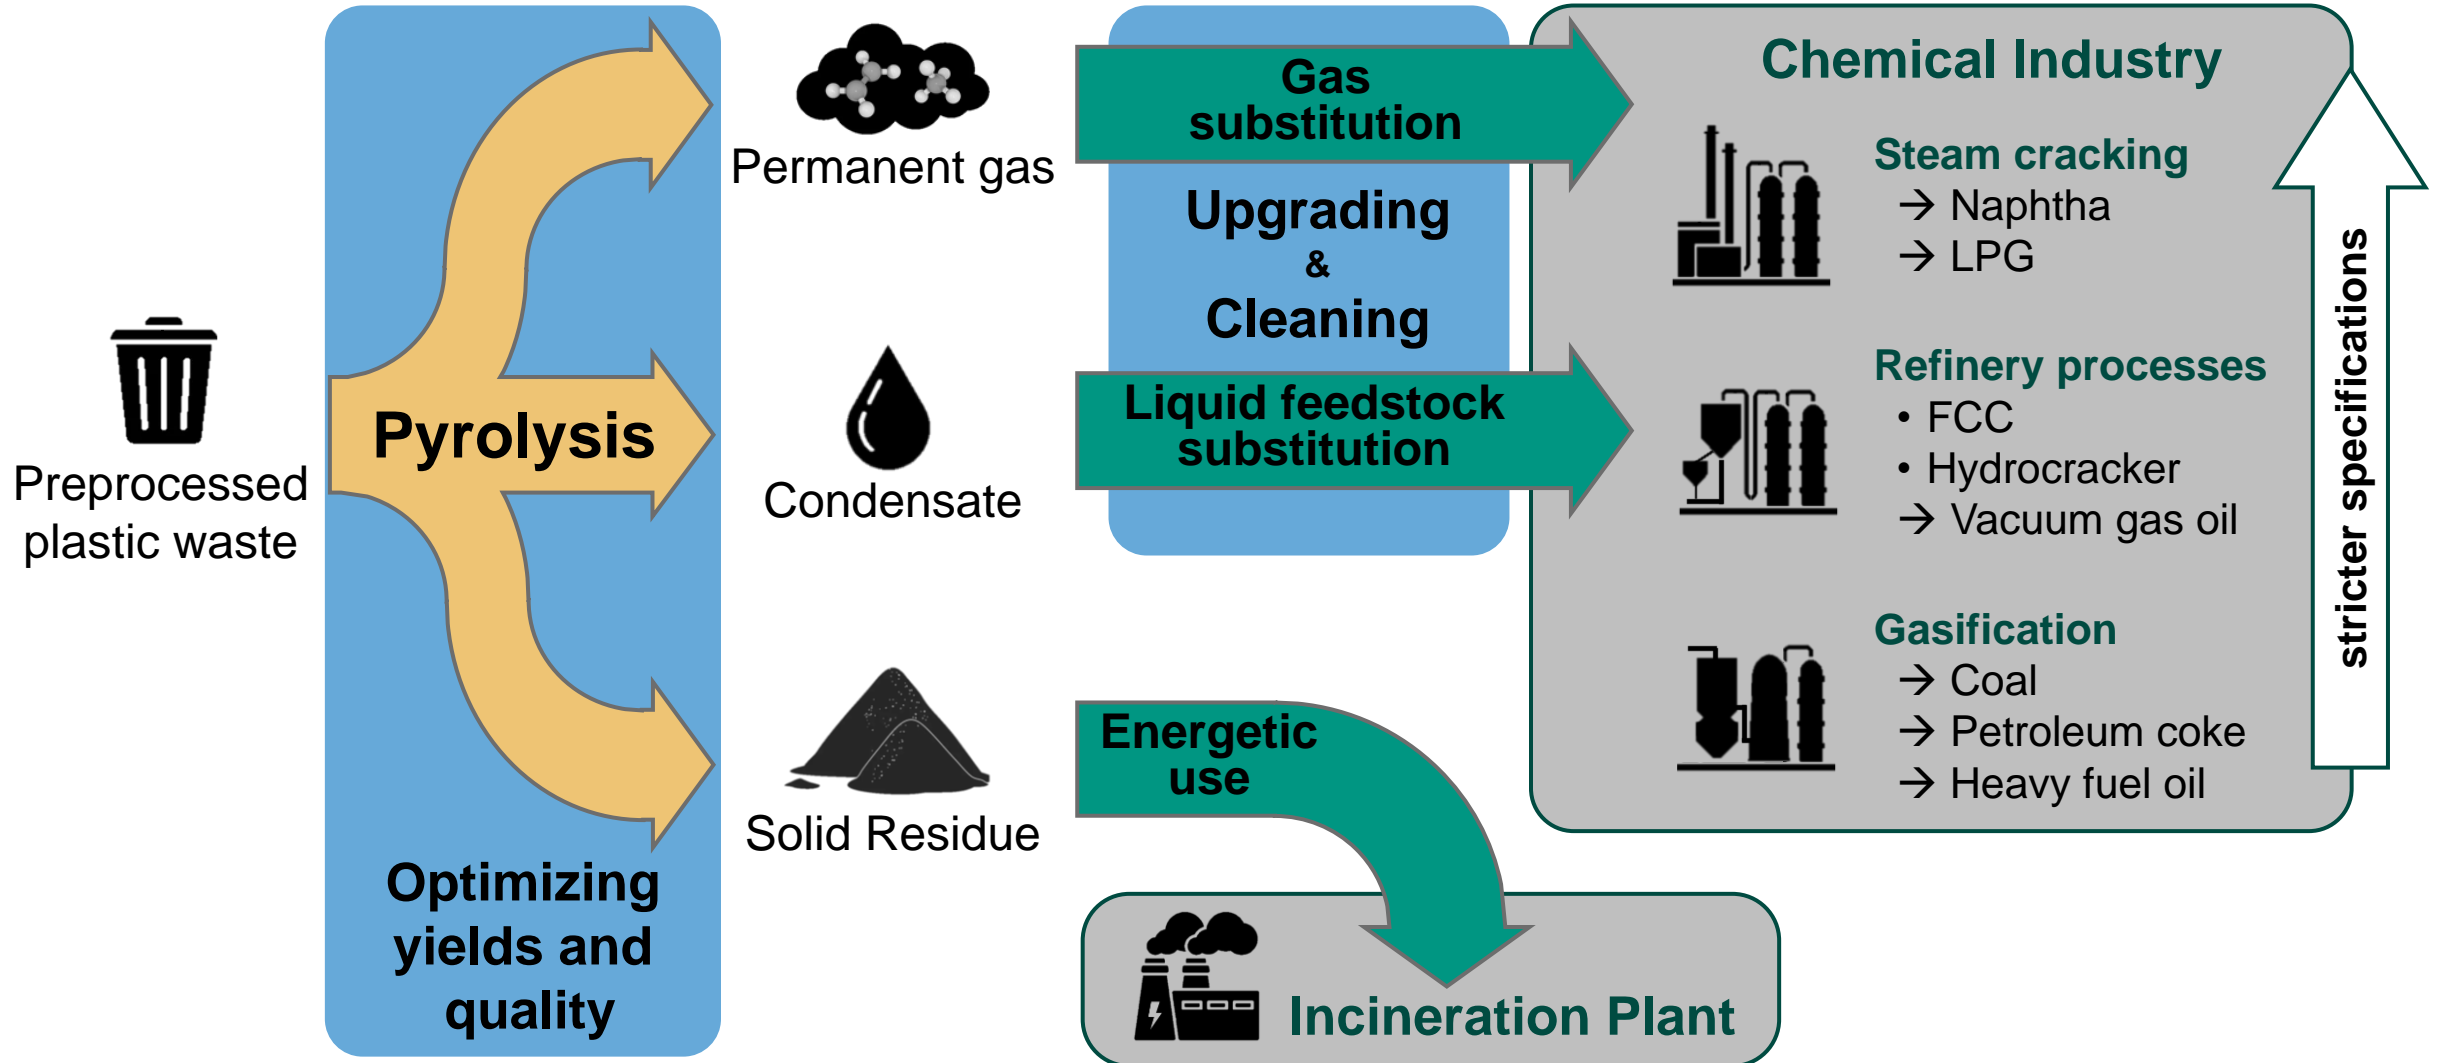 Preprocessed
plastic waste
Pyrolysis
Optimizing
yields and
quality
Permanent gas
Condensate
Solid Residue
Gas
substitution
Upgrading
&
Cleaning
Liquid feedstock
substitution
Energetic
use
Chemical Industry
Steam cracking
→ Naphtha
→ LPG
Refinery processes
• FCC
• Hydrocracker
→ Vacuum gas oil
Gasification
→ Coal
→ Petroleum coke
→ Heavy fuel oil
stricter specifications
Incineration Plant